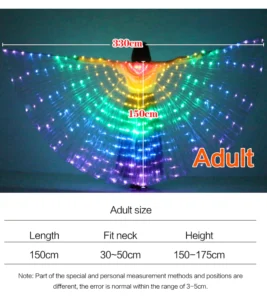 330cm
150cm
Adult
Adult size
Length Fit neck Height
150cm 30~50cm 150~175cm
Note: Part of the special and personal measurement methods and positions are
different, the error is normal within the range of 3~5cm.